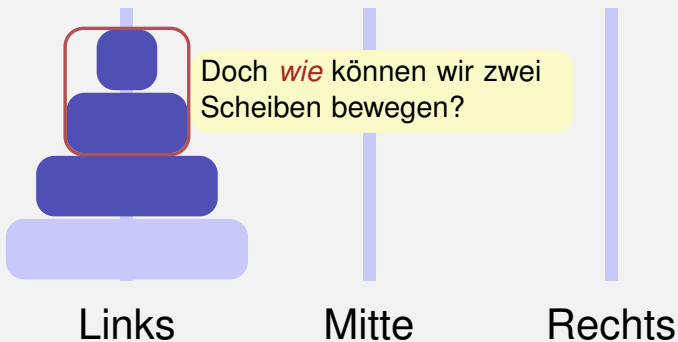 Doch wie können wir zwei
Scheiben bewegen?
Links Mitte Rechts